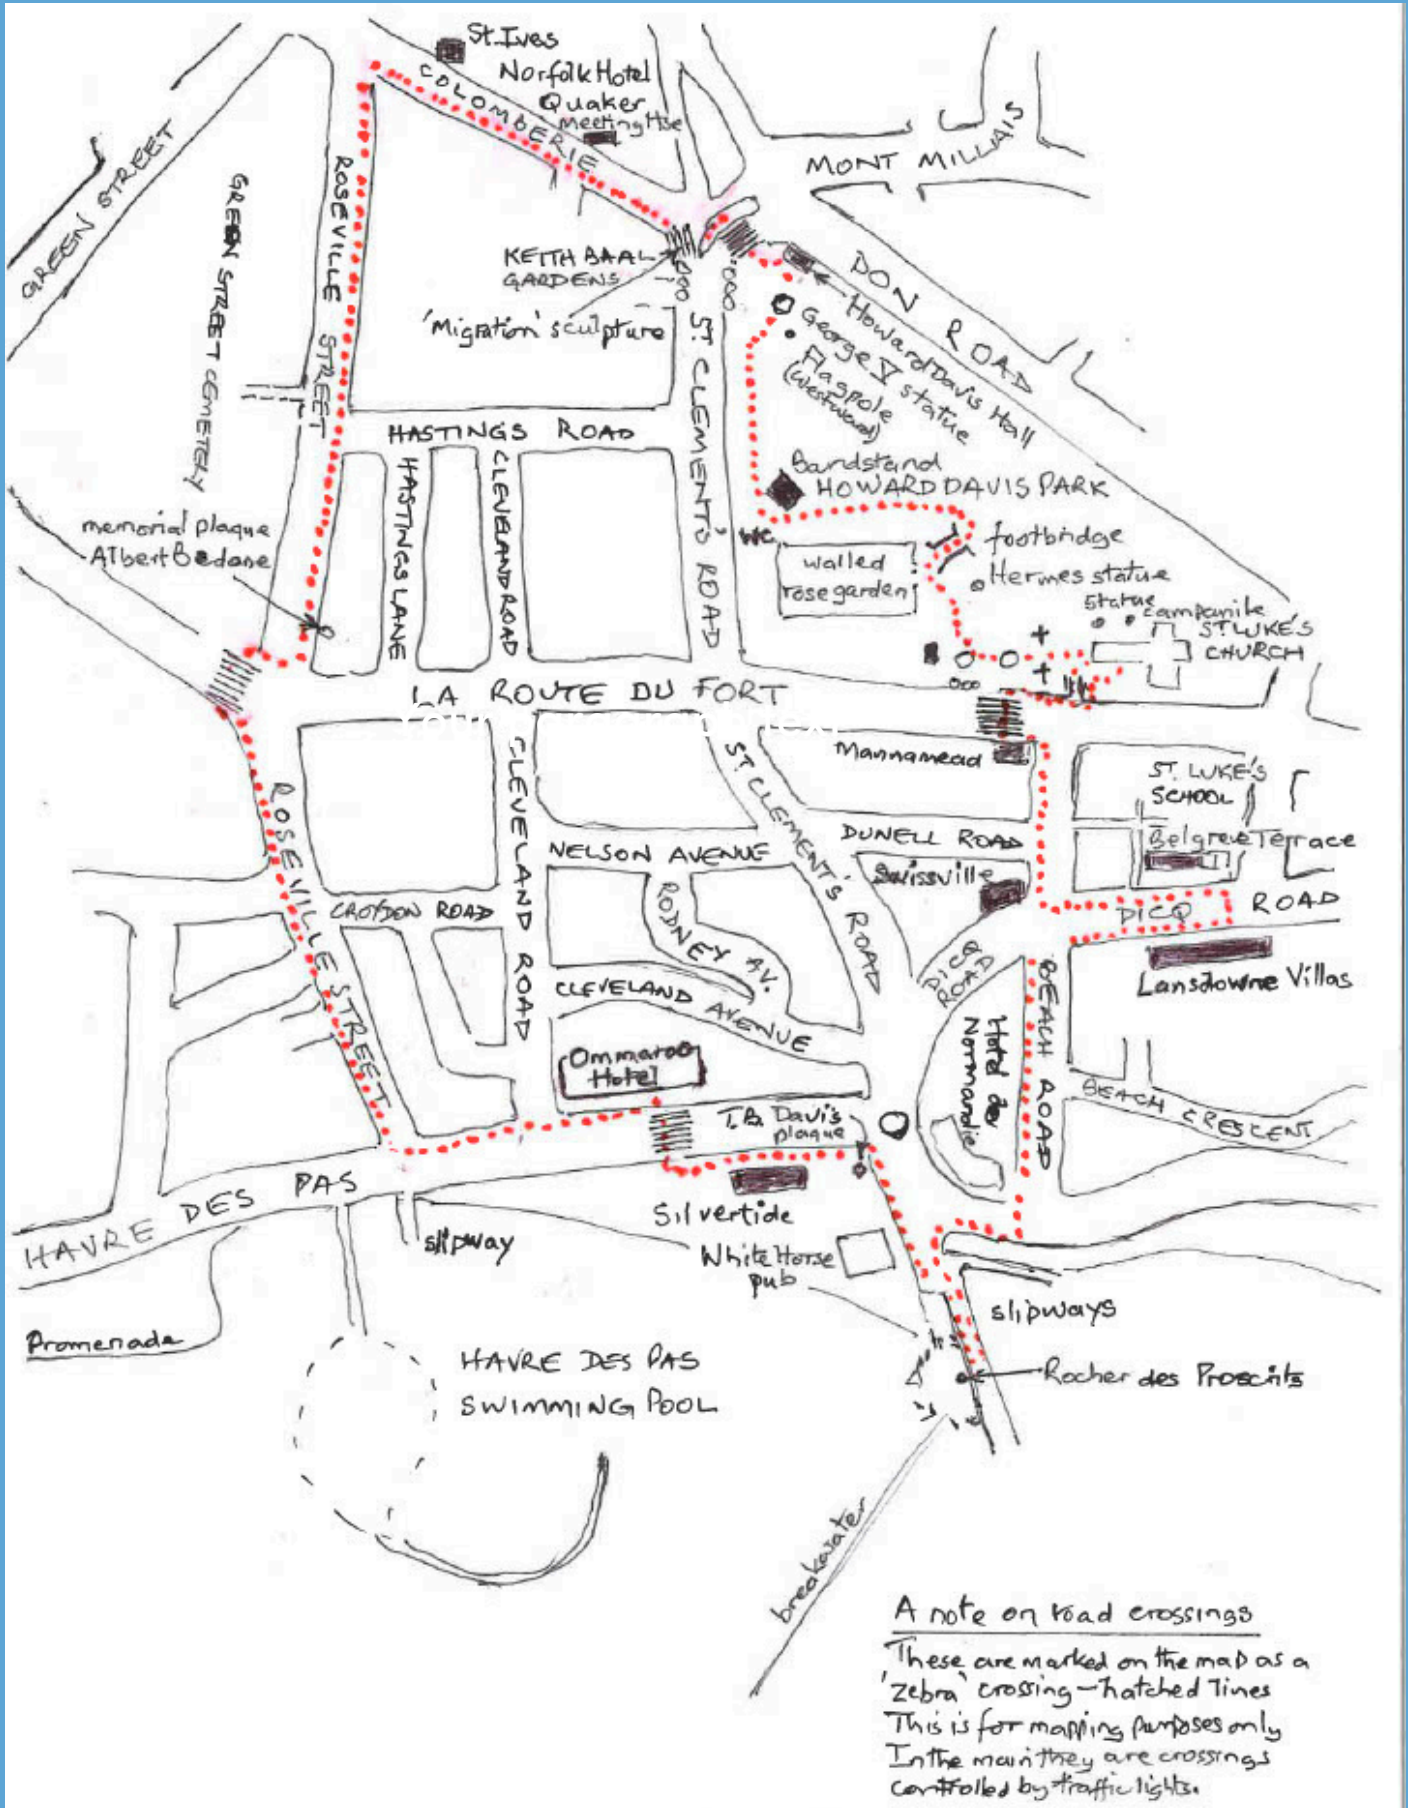 St. Ives
Norfolk Hotel
Quaker
Meeting Hse
COLOMBERIE
MONT MILLAIS
GREEN STREET
GREEN STREET CEMETERY
ROSEVILLE STREET
KEITH BAAL
GARDENS
'Migration' sculpture
DON ROAD
Howard Davis Hall
George V statue
Flagpole
(Westward)
ST. CLEMENT'S ROAD
HASTINGS ROAD
HASTINGS LANE
CLEVELAND ROAD
Bandstand
HOWARD DAVIS PARK
WC
walled
rose garden
footbridge
Hermes statue
Statue
Campanile
ST LUKE'S
CHURCH
memorial plaque
Albert Bedane
LA ROUTE DU FORT
Mannamead
ST. LUKE'S
SCHOOL
Belgrave Terrace
ROSEVILLE STREET
CLEVELAND ROAD
ST CLEMENTS' ROAD
NELSON AVENUE
DUNELL ROAD
Swissville
CROYDON ROAD
RODNEY AV.
DICQ ROAD
DICQ
ROAD
Lansdowne Villas
CLEVELAND AVENUE
BEACH ROAD
Hotel de
Normandie
BEACH CRESCENT
Ommaroo
Hotel
T.B. Davis
plaque
HAVRE DES PAS
Silvertide
slipway
White Horse
pub
slipways
Promenade
HAVRE DES PAS
SWIMMING POOL
Rocher des Proscrits
breakwater
A note on road crossings
These are marked on the map as a
'zebra' crossing - hatched lines
This is for mapping purposes only
In the main they are crossings
controlled by traffic lights.